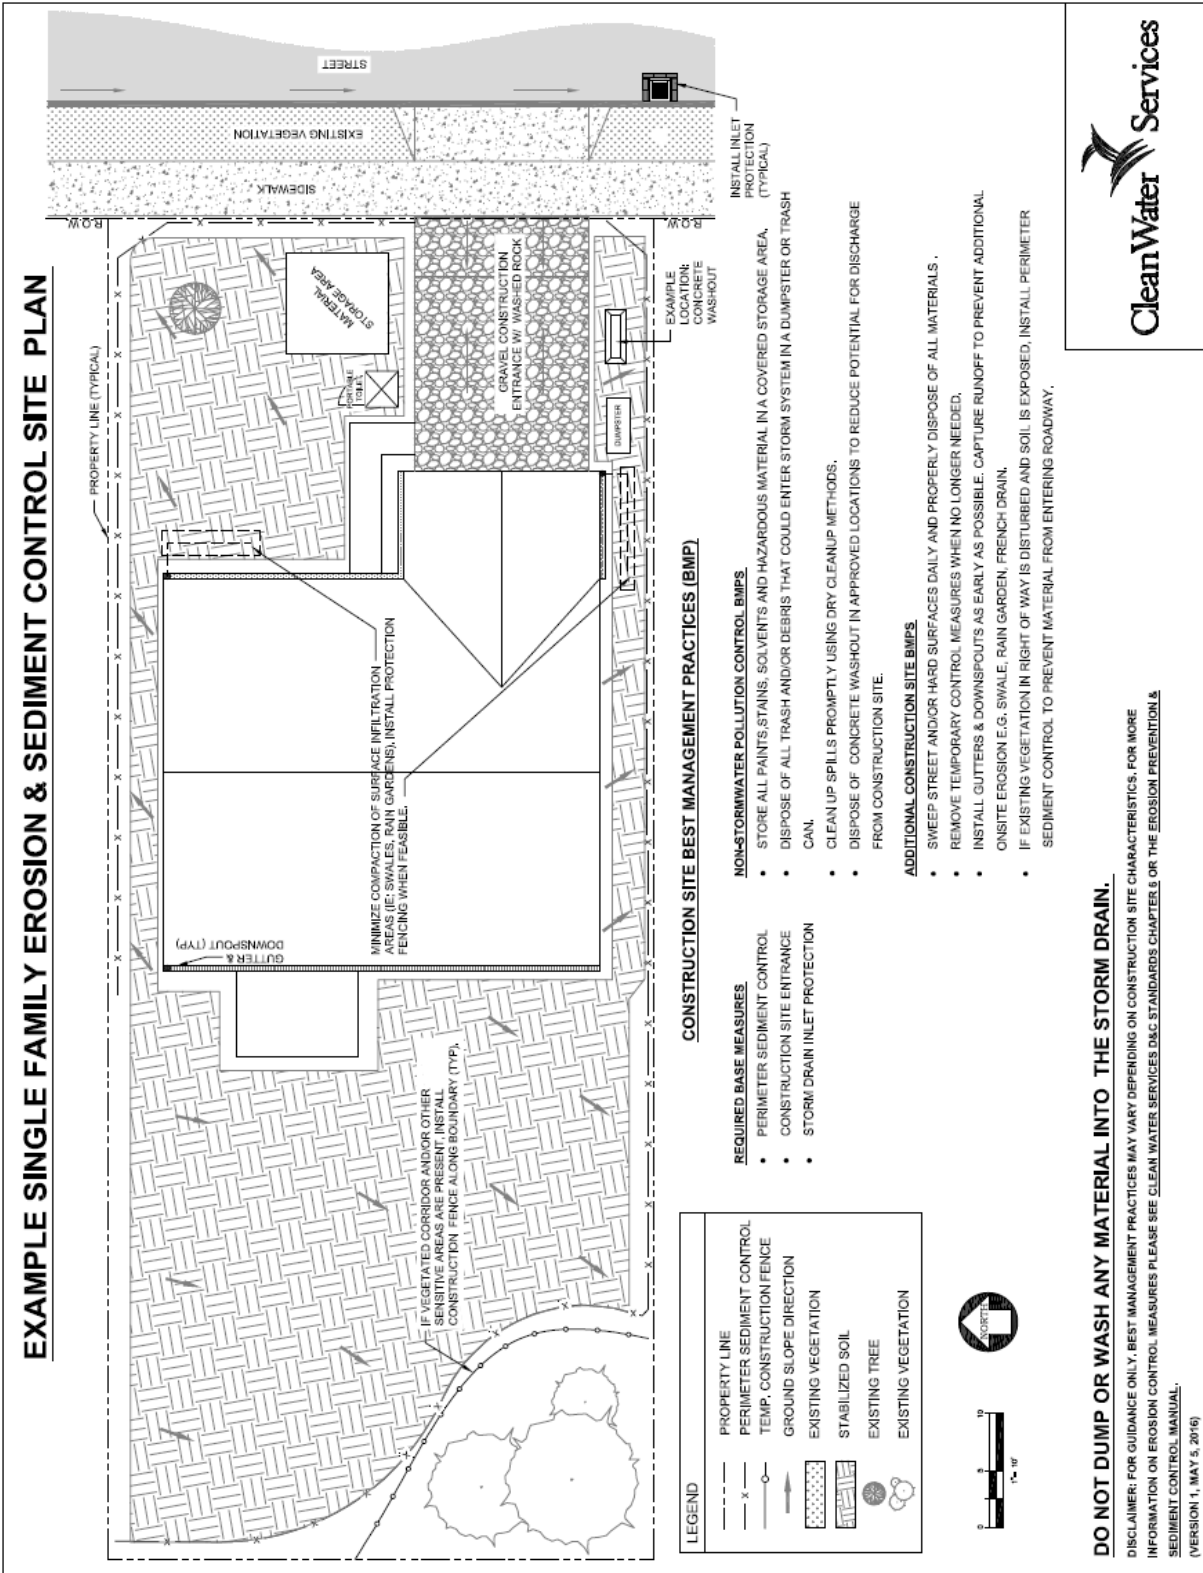 EXAMPLE SINGLE FAMILY EROSION & SEDIMENT CONTROL SITE PLAN
PROPERTY LINE (TYPICAL)
STREET
EXISTING VEGETATION
SIDEWALK
R.O.W.
R.O.W.
INSTALL INLET
PROTECTION
(TYPICAL)
MATERIAL
STORAGE AREA
PORTABLE
TOILET
GRAVEL CONSTRUCTION
ENTRANCE W/ WASHED ROCK
EXAMPLE
LOCATION:
CONCRETE
WASHOUT
DUMPSTER
MINIMIZE COMPACTION OF SURFACE INFILTRATION
AREAS (IE: SWALES, RAIN GARDENS), INSTALL PROTECTION
FENCING WHEN FEASIBLE.
GUTTER &
DOWNSPOUT (TYP)
IF VEGETATED CORRIDOR AND/OR OTHER
SENSITIVE AREAS ARE PRESENT, INSTALL
CONSTRUCTION FENCE ALONG BOUNDARY (TYP).
CONSTRUCTION SITE BEST MANAGEMENT PRACTICES (BMP)
REQUIRED BASE MEASURES
• PERIMETER SEDIMENT CONTROL
• CONSTRUCTION SITE ENTRANCE
• STORM DRAIN INLET PROTECTION
NON-STORMWATER POLLUTION CONTROL BMPS
• STORE ALL PAINTS, STAINS, SOLVENTS AND HAZARDOUS MATERIAL IN A COVERED STORAGE AREA.
• DISPOSE OF ALL TRASH AND/OR DEBRIS THAT COULD ENTER STORM SYSTEM IN A DUMPSTER OR TRASH
CAN.
• CLEAN UP SPILLS PROMPTLY USING DRY CLEANUP METHODS.
• DISPOSE OF CONCRETE WASHOUT IN APPROVED LOCATIONS TO REDUCE POTENTIAL FOR DISCHARGE
FROM CONSTRUCTION SITE.
ADDITIONAL CONSTRUCTION SITE BMPS
• SWEEP STREET AND/OR HARD SURFACES DAILY AND PROPERLY DISPOSE OF ALL MATERIALS .
• REMOVE TEMPORARY CONTROL MEASURES WHEN NO LONGER NEEDED.
• INSTALL GUTTERS & DOWNSPOUTS AS EARLY AS POSSIBLE. CAPTURE RUNOFF TO PREVENT ADDITIONAL
ONSITE EROSION E.G. SWALE, RAIN GARDEN, FRENCH DRAIN.
• IF EXISTING VEGETATION IN RIGHT OF WAY IS DISTURBED AND SOIL IS EXPOSED, INSTALL PERIMETER
SEDIMENT CONTROL TO PREVENT MATERIAL FROM ENTERING ROADWAY.
LEGEND
PROPERTY LINE
PERIMETER SEDIMENT CONTROL
TEMP. CONSTRUCTION FENCE
GROUND SLOPE DIRECTION
EXISTING VEGETATION
STABILIZED SOIL
EXISTING TREE
EXISTING VEGETATION
NORTH
0 5 10
1"= 10'
DO NOT DUMP OR WASH ANY MATERIAL INTO THE STORM DRAIN.
DISCLAIMER: FOR GUIDANCE ONLY. BEST MANAGEMENT PRACTICES MAY VARY DEPENDING ON CONSTRUCTION SITE CHARACTERISTICS. FOR MORE
INFORMATION ON EROSION CONTROL MEASURES PLEASE SEE CLEAN WATER SERVICES D&C STANDARDS CHAPTER 6 OR THE EROSION PREVENTION &
SEDIMENT CONTROL MANUAL.
(VERSION 1, MAY 5, 2016)
CleanWater Services